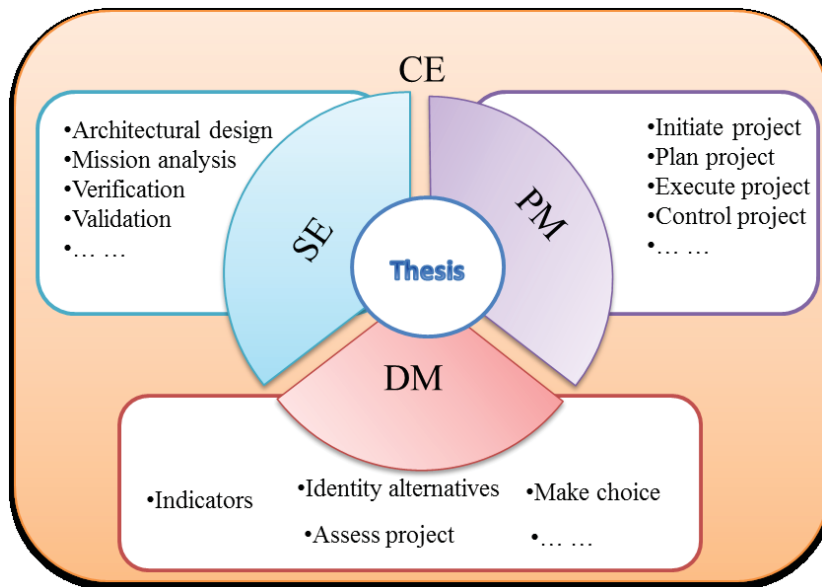 CE
•Architectural design
•Mission analysis
•Verification
•Validation
•… …
SE
PM
•Initiate project
•Plan project
•Execute project
•Control project
•… …
Thesis
DM
•Indicators
•Identity alternatives
•Make choice
•Assess project
•… …